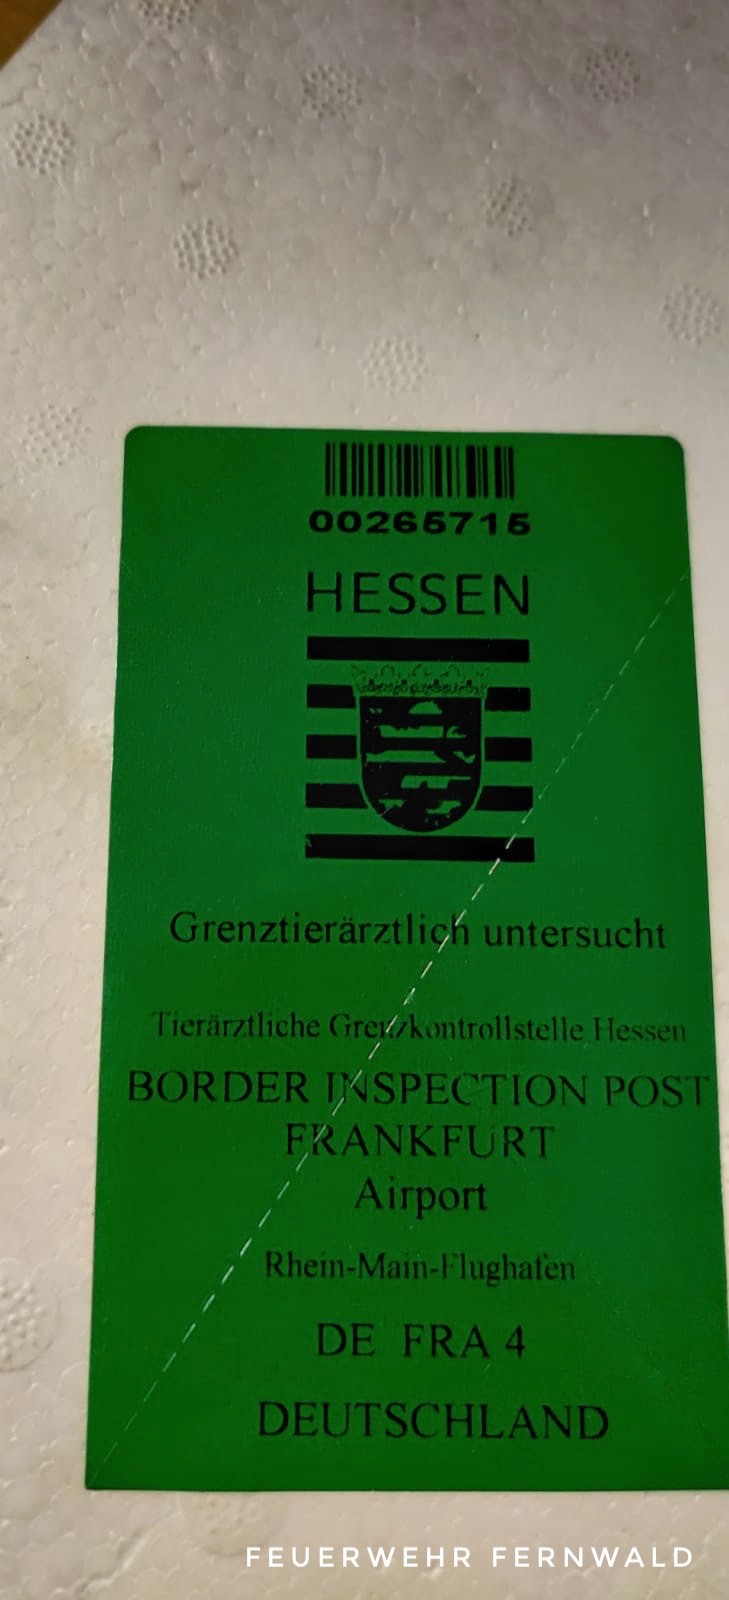 00265715
HESSEN
Grenztierärztlich untersucht
Tierärztliche Grenzkontrollstelle Hessen
BORDER INSPECTION POST
FRANKFURT
Airport
Rhein-Main-Flughafen
DE FRA 4
DEUTSCHLAND
FEUERWEHR FERNWALD